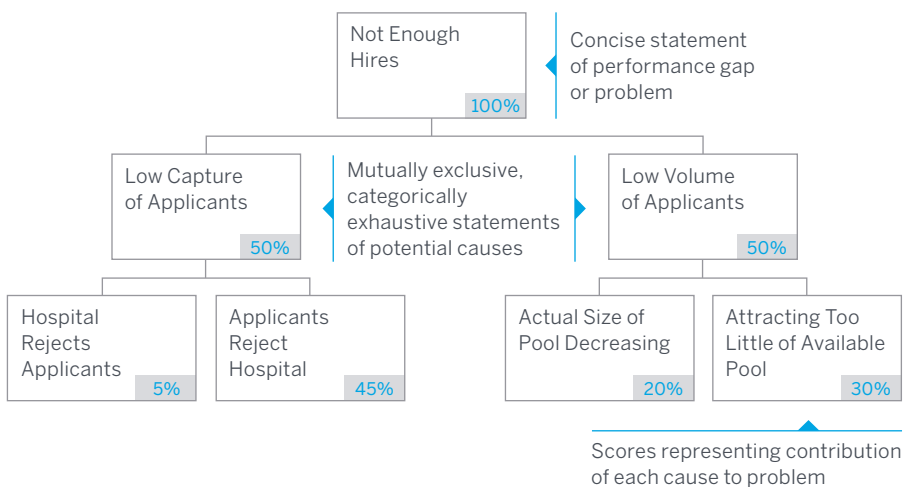 Not Enough
Hires
100%
Concise statement
of performance gap
or problem
Low Capture
of Applicants
50%
Mutually exclusive,
categorically
exhaustive statements
of potential causes
Low Volume
of Applicants
50%
Hospital
Rejects
Applicants
5%
Applicants
Reject
Hospital
45%
Actual Size of
Pool Decreasing
20%
Attracting Too
Little of Available
Pool
30%
Scores representing contribution
of each cause to problem